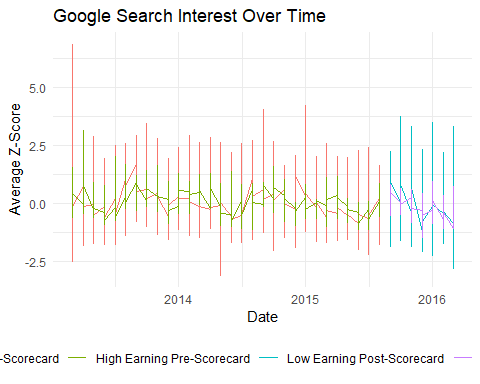 Google Search Interest Over Time
Average Z-Score
5.0
2.5
0.0
-2.5
2014
2015
2016
Date
-Scorecard
High Earning Pre-Scorecard
Low Earning Post-Scorecard